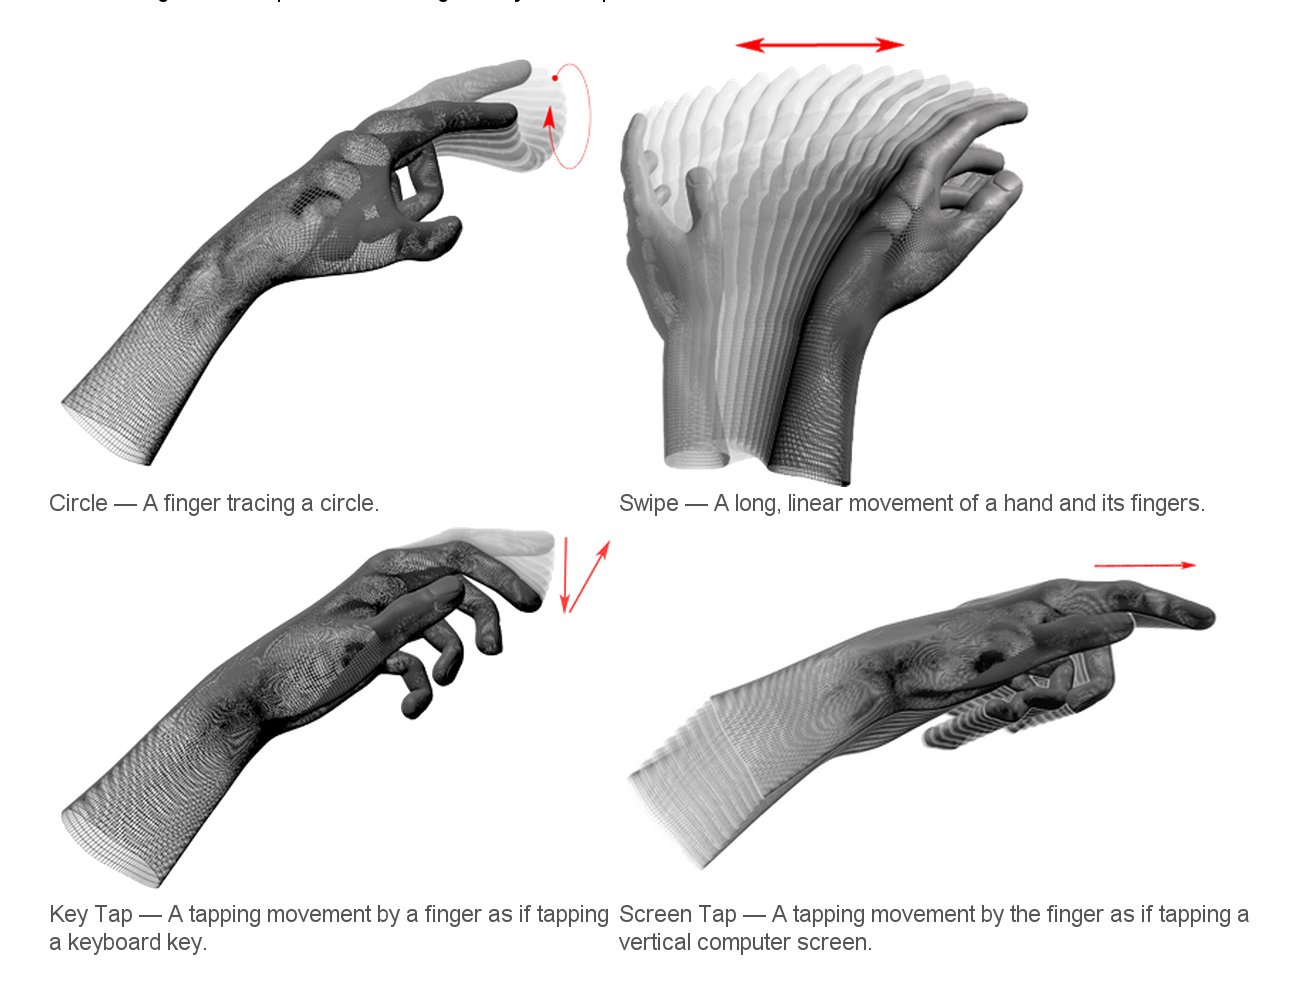 Circle — A finger tracing a circle.
Swipe — A long, linear movement of a hand and its fingers.
Key Tap — A tapping movement by a finger as if tapping
a keyboard key.
Screen Tap — A tapping movement by the finger as if tapping a
vertical computer screen.